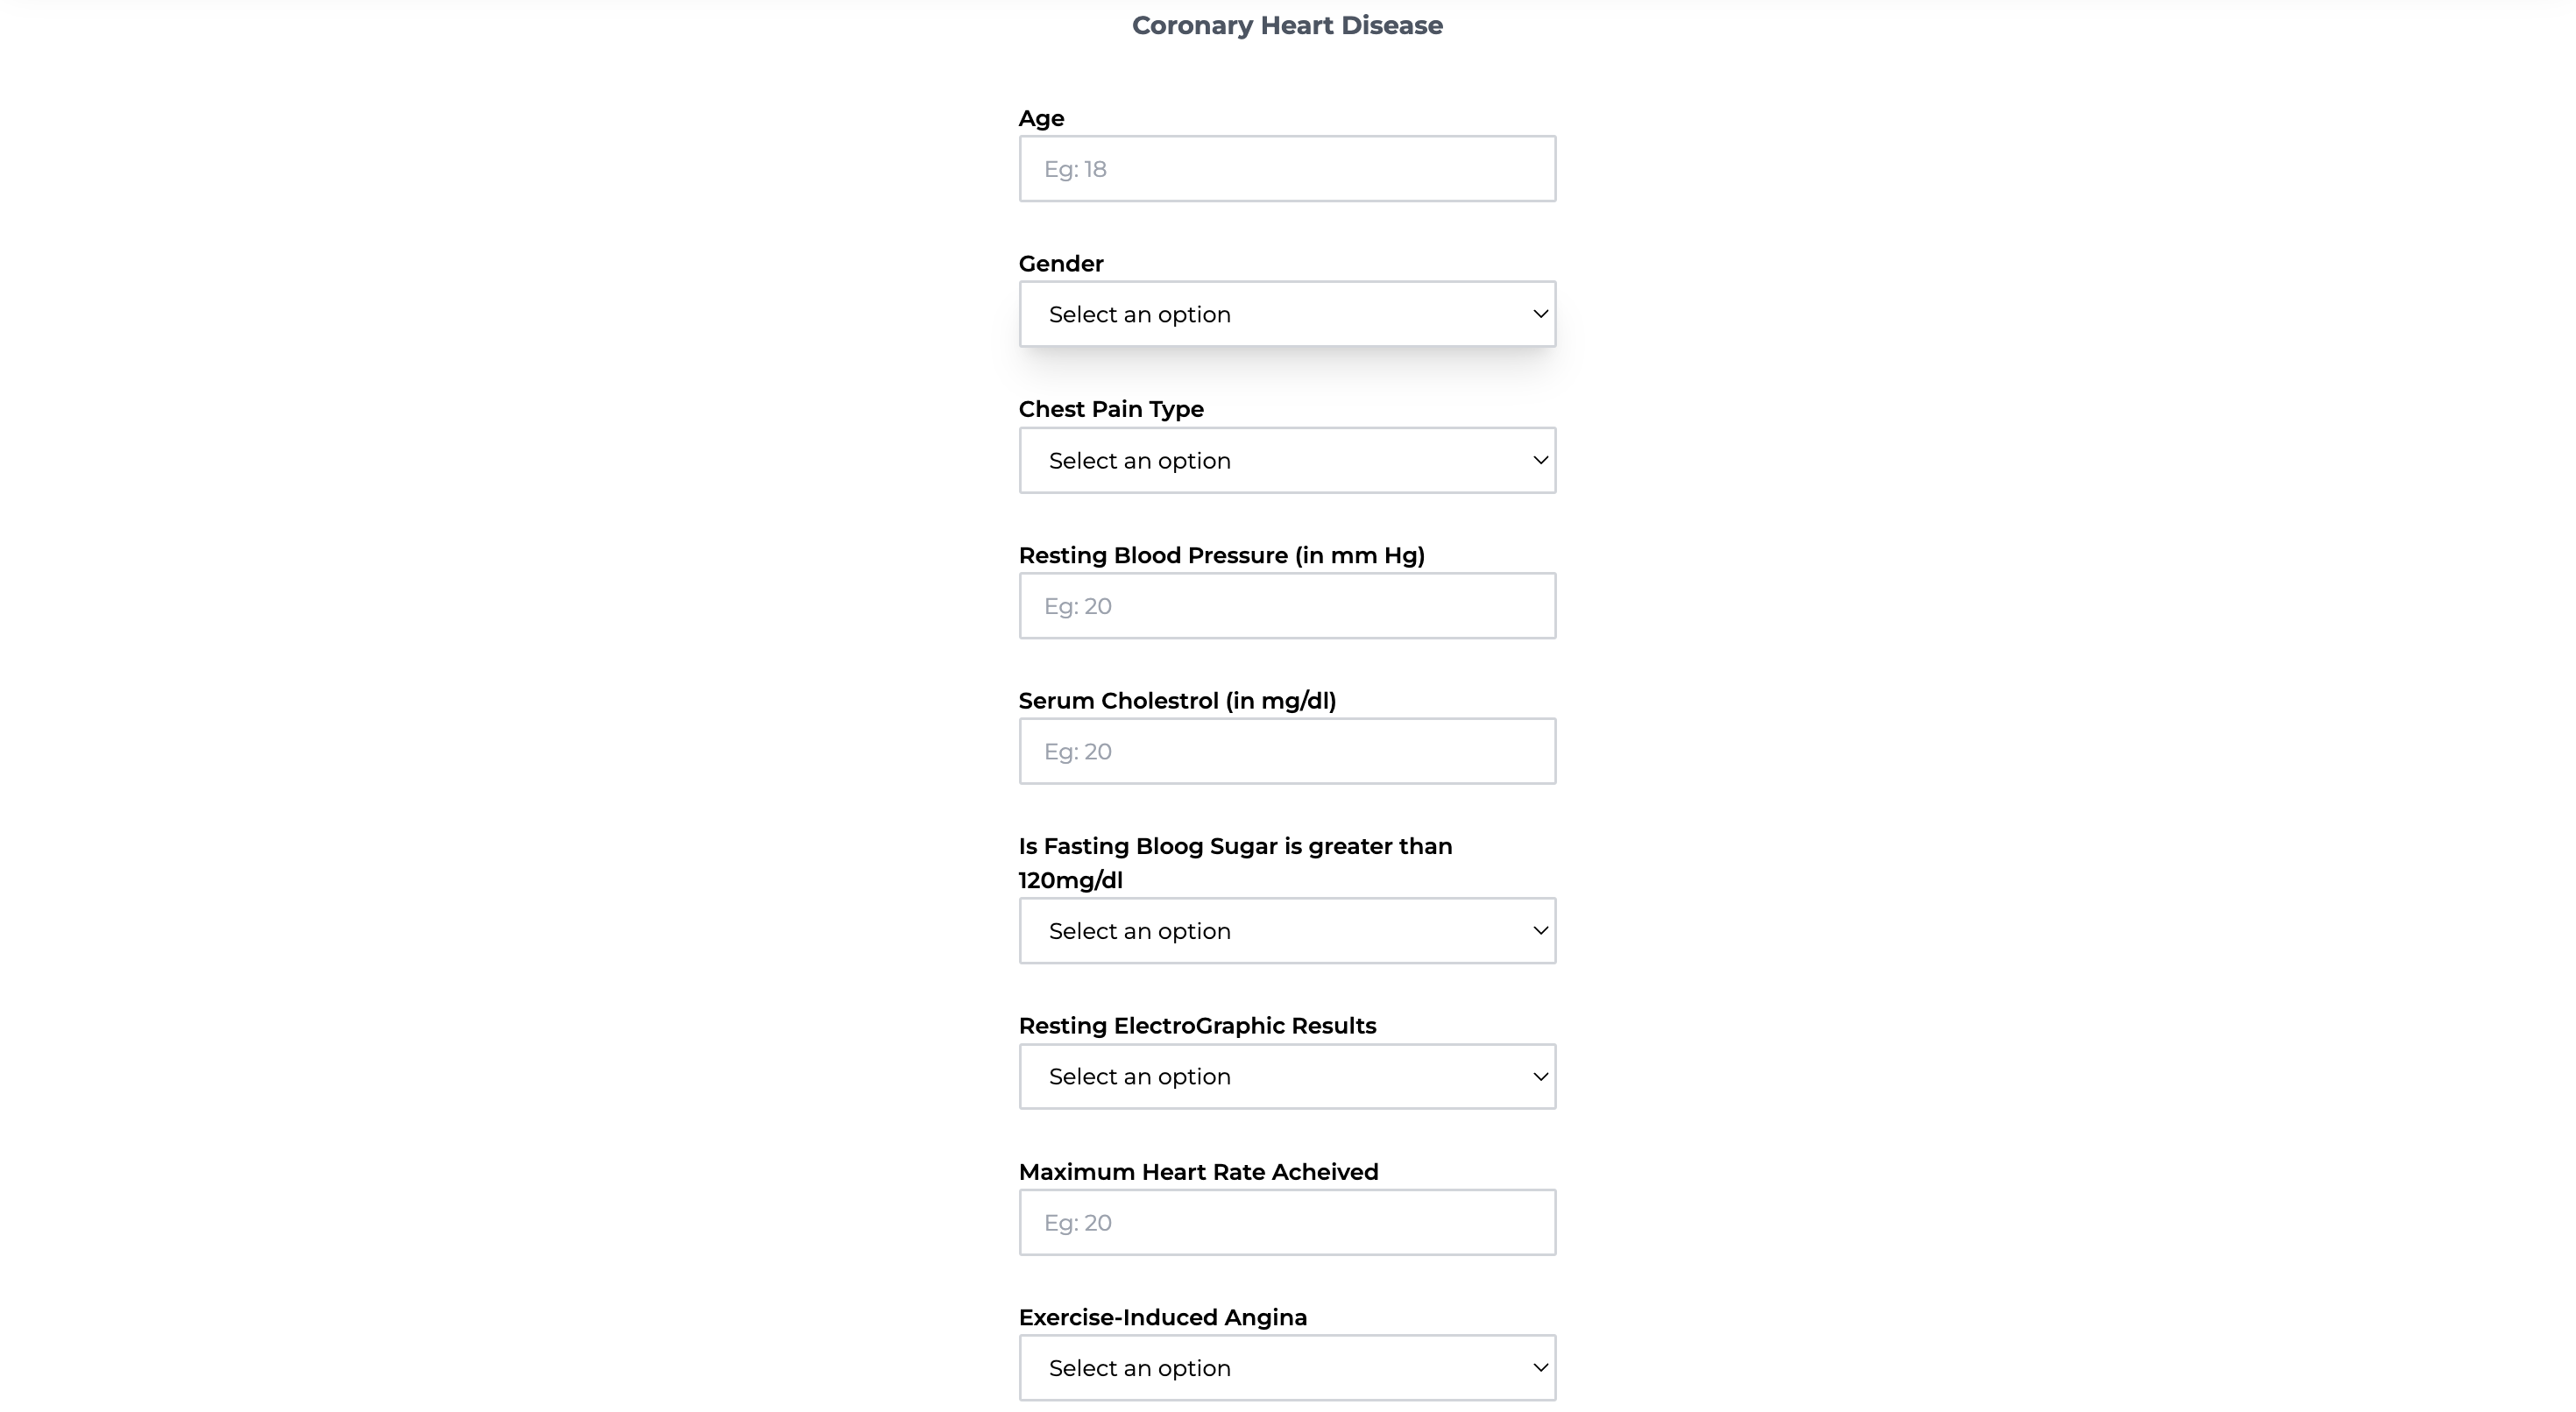 Coronary Heart Disease
Age
Eg: 18
Gender
Select an option
Chest Pain Type
Select an option
Resting Blood Pressure (in mm Hg)
Eg: 20
Serum Cholestrol (in mg/dl)
Eg: 20
Is Fasting Bloog Sugar is greater than
120mg/dl
Select an option
Resting ElectroGraphic Results
Select an option
Maximum Heart Rate Acheived
Eg: 20
Exercise-Induced Angina
Select an option